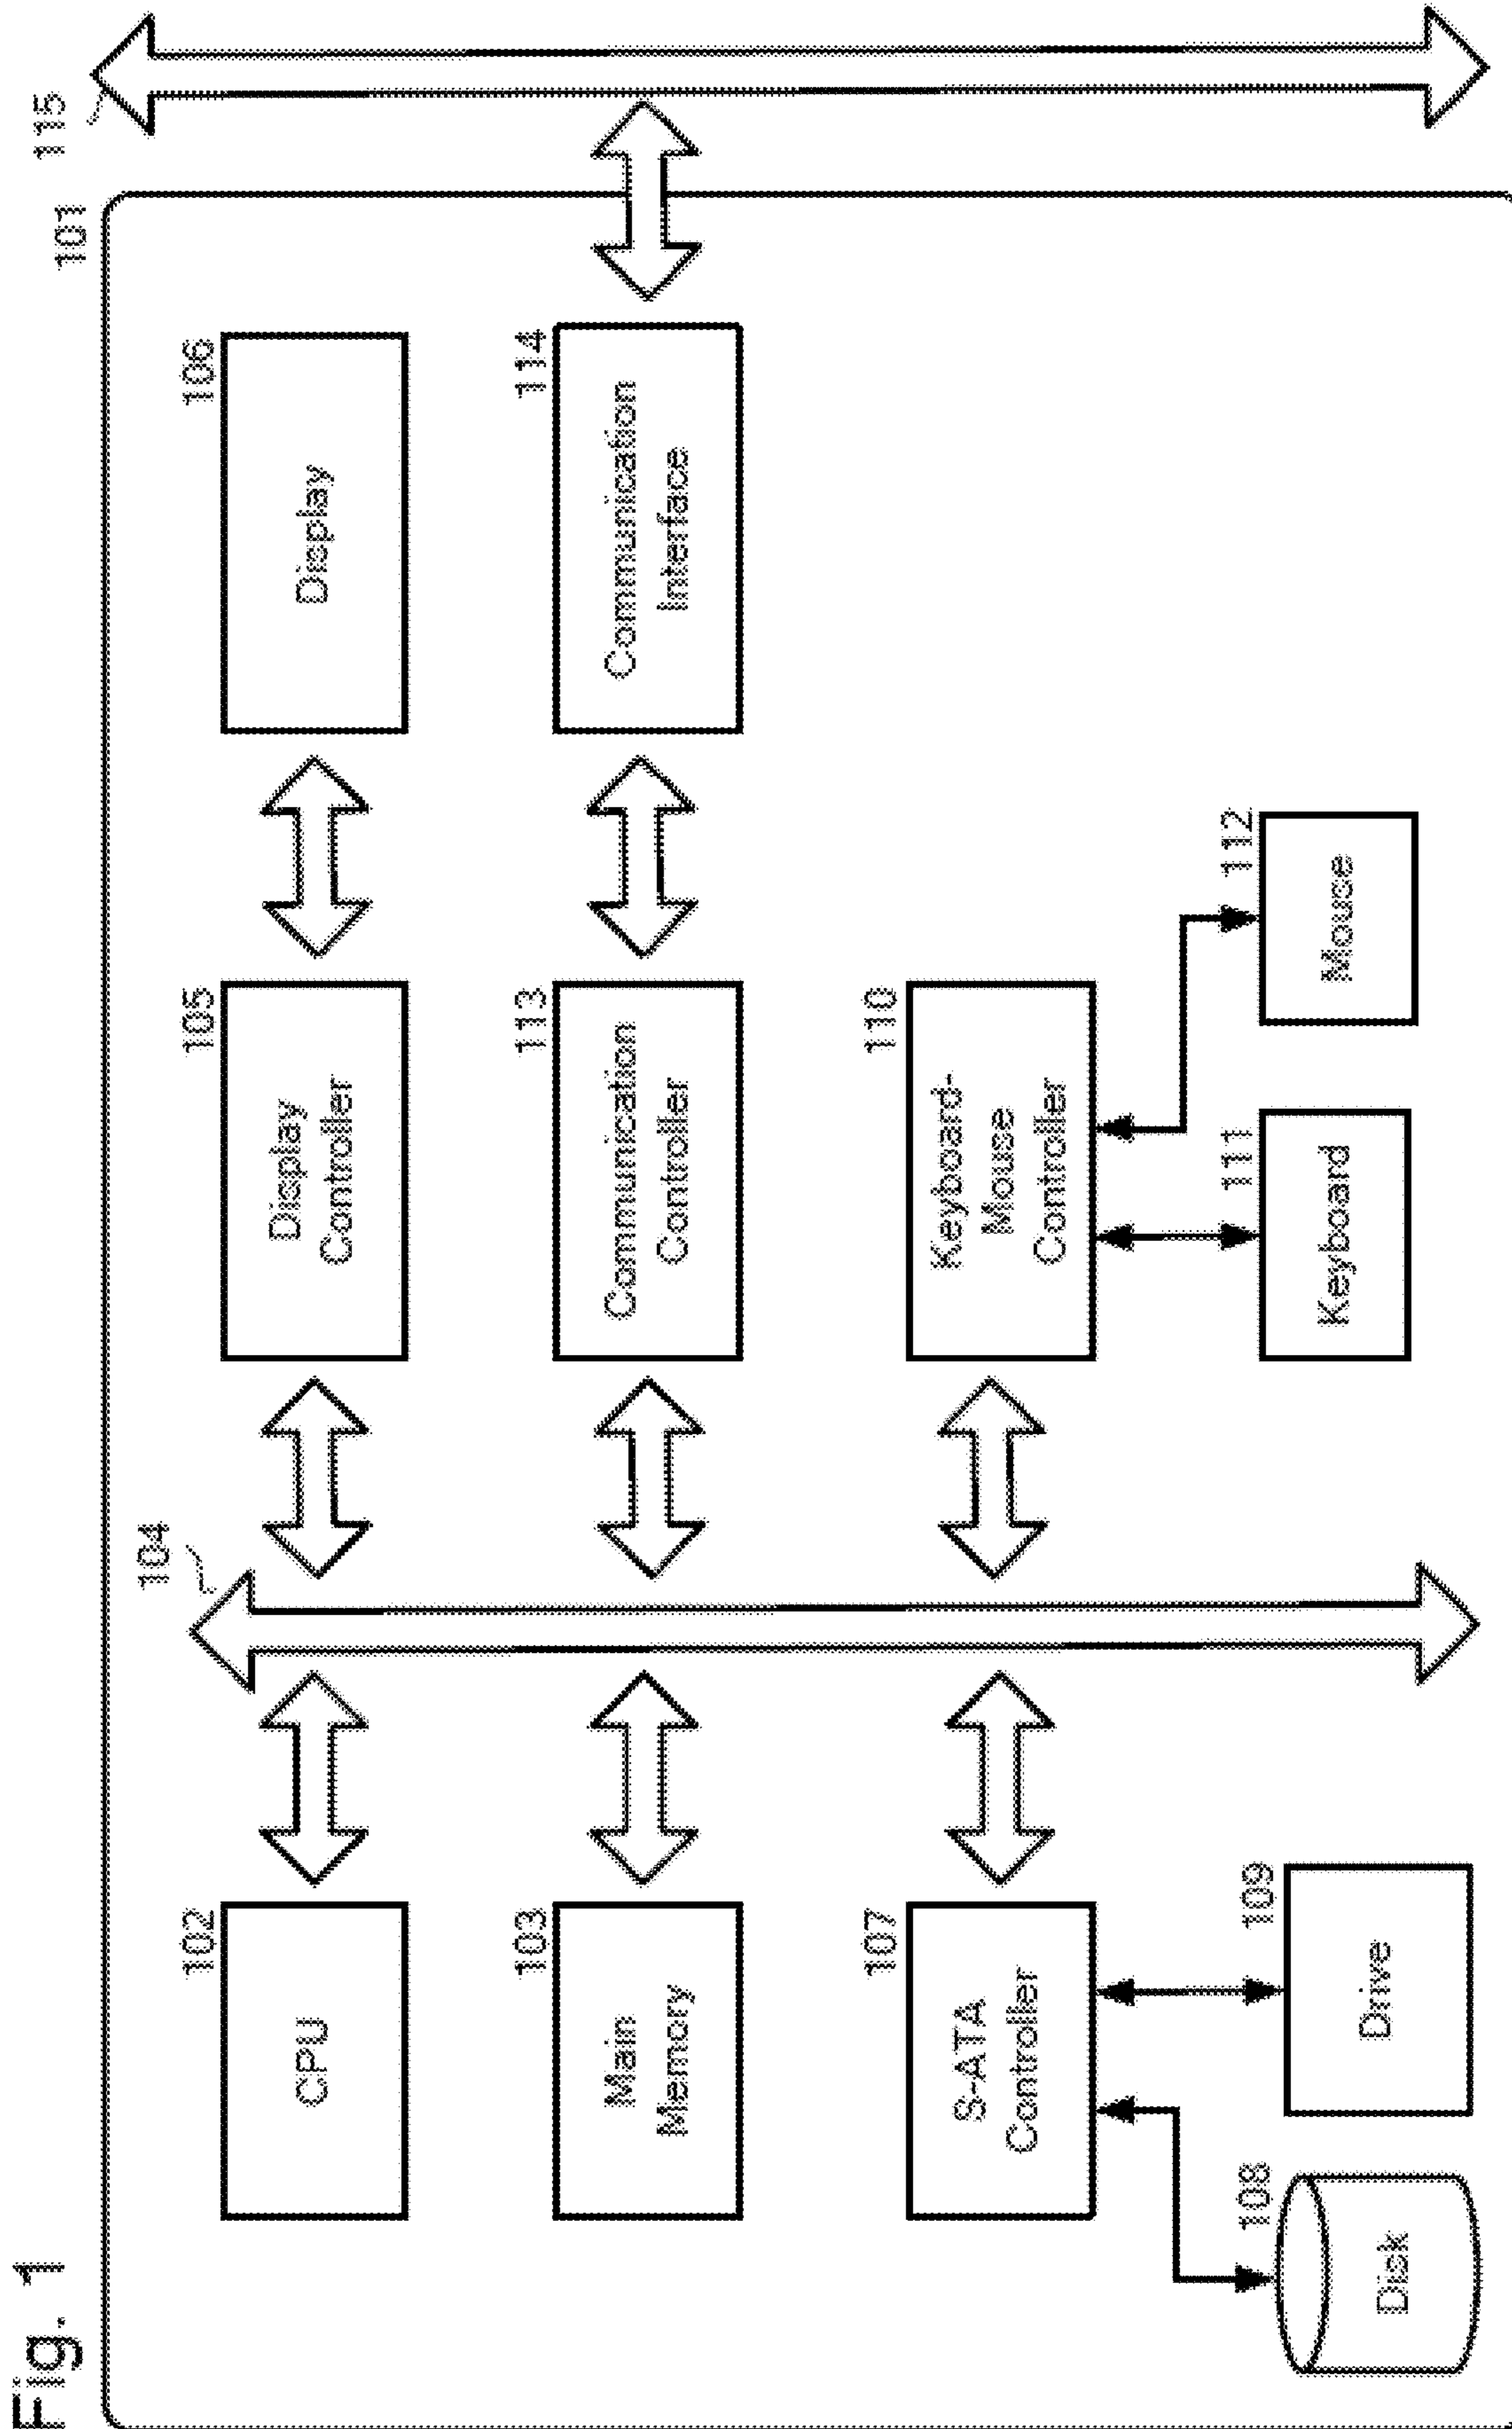 Fig. 1
101
115
104
102
CPU
105
Display
Controller
106
Display
103
Main
Memory
113
Communication
Controller
114
Communication
Interface
107
S-ATA
Controller
110
Keyboard-
Mouse
Controller
108
Disk
109
Drive
111
Keyboard
112
Mouse